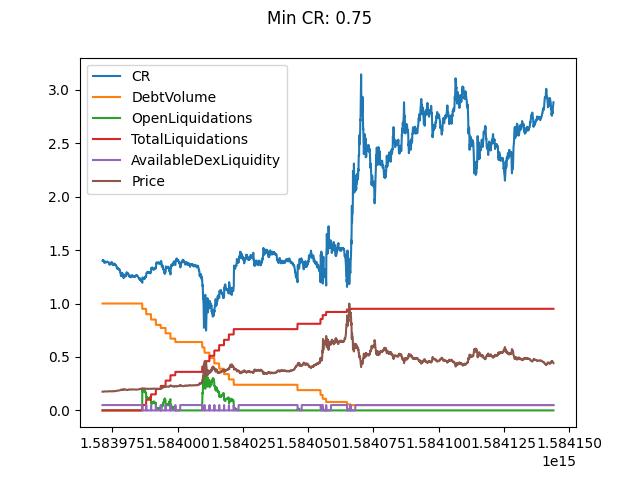 Min CR: 0.75
CR
DebtVolume
OpenLiquidations
TotalLiquidations
AvailableDexLiquidity
Price
3.0
2.5
2.0
1.5
1.0
0.5
0.0
1.583975 1.584000 1.584025 1.584050 1.584075 1.584100 1.584125 1.584150
1e15